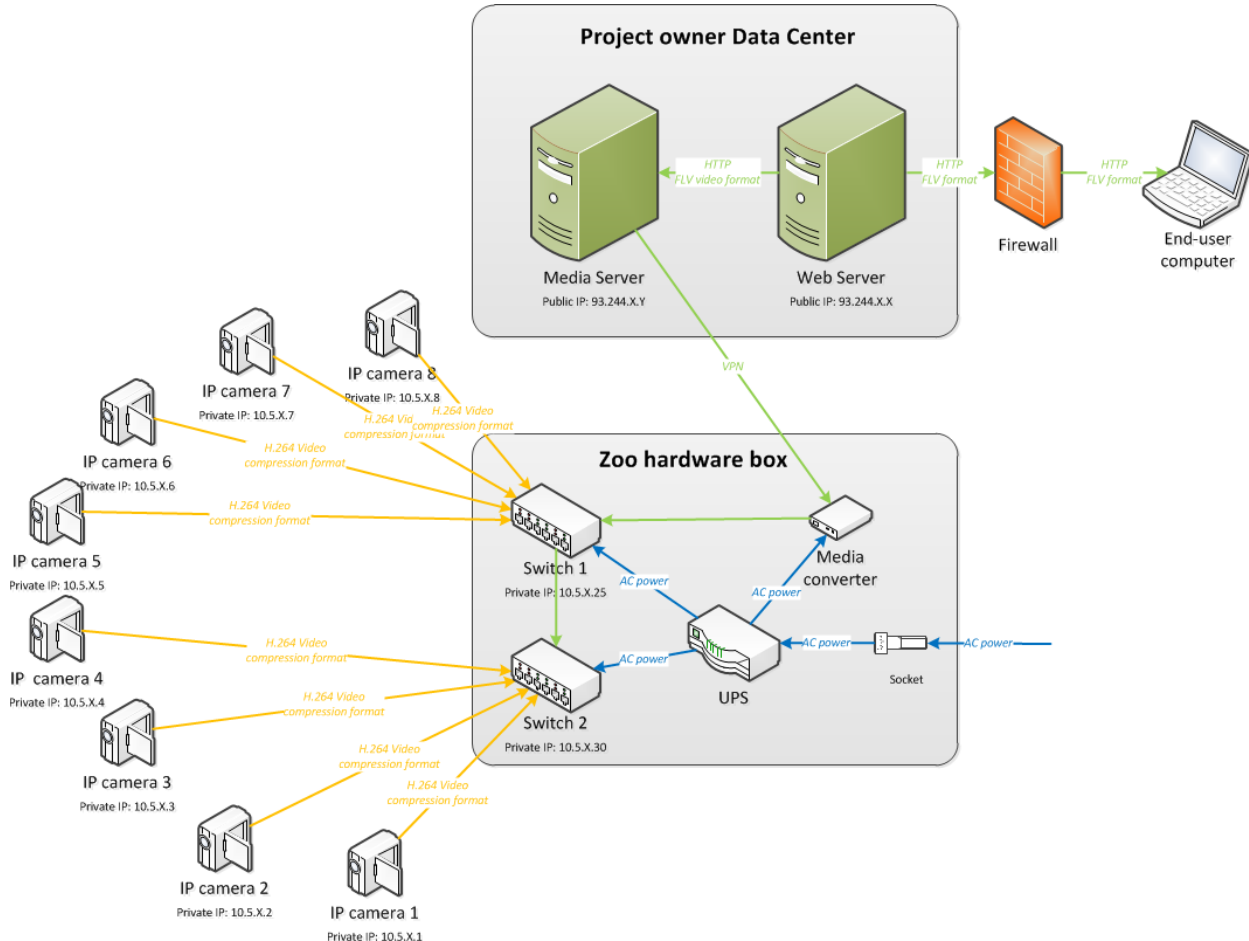 Project owner Data Center
HTTP
FLV video format
HTTP
FLV format
HTTP
FLV format
Media Server
Public IP: 93.244.X.Y
Web Server
Public IP: 93.244.X.X
Firewall
End-user
computer
VPN
IP camera 8
Private IP: 10.5.X.8
IP camera 7
Private IP: 10.5.X.7
IP camera 6
Private IP: 10.5.X.6
IP camera 5
Private IP: 10.5.X.5
IP camera 4
Private IP: 10.5.X.4
IP camera 3
Private IP: 10.5.X.3
IP camera 2
Private IP: 10.5.X.2
IP camera 1
Private IP: 10.5.X.1
H.264 Video
compression format
H.264 Video
compression format
H.264 Video
compression format
H.264 Video
compression format
H.264 Video
compression format
H.264 Video
compression format
H.264 Video
compression format
H.264 Video
compression format
Zoo hardware box
Switch 1
Private IP: 10.5.X.25
Media
converter
AC power
AC power
AC power
AC power
AC power
Switch 2
Private IP: 10.5.X.30
UPS
Socket